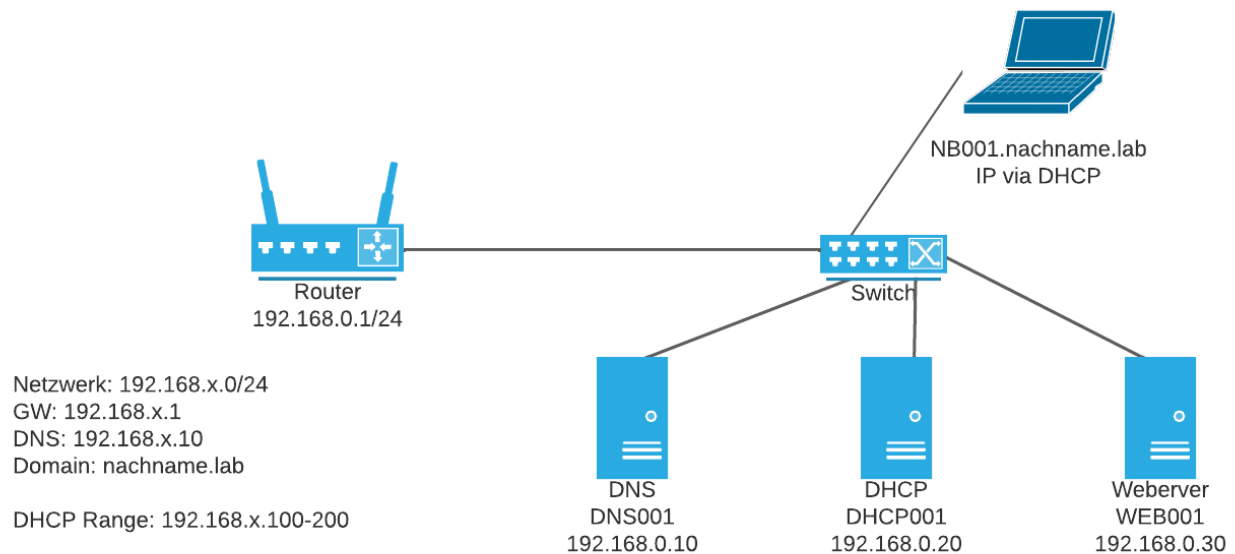 NB001.nachname.lab
IP via DHCP
Router
192.168.0.1/24
Switch
Netzwerk: 192.168.x.0/24
GW: 192.168.x.1
DNS: 192.168.x.10
Domain: nachname.lab
DHCP Range: 192.168.x.100-200
DNS
DNS001
192.168.0.10
DHCP
DHCP001
192.168.0.20
Weberver
WEB001
192.168.0.30